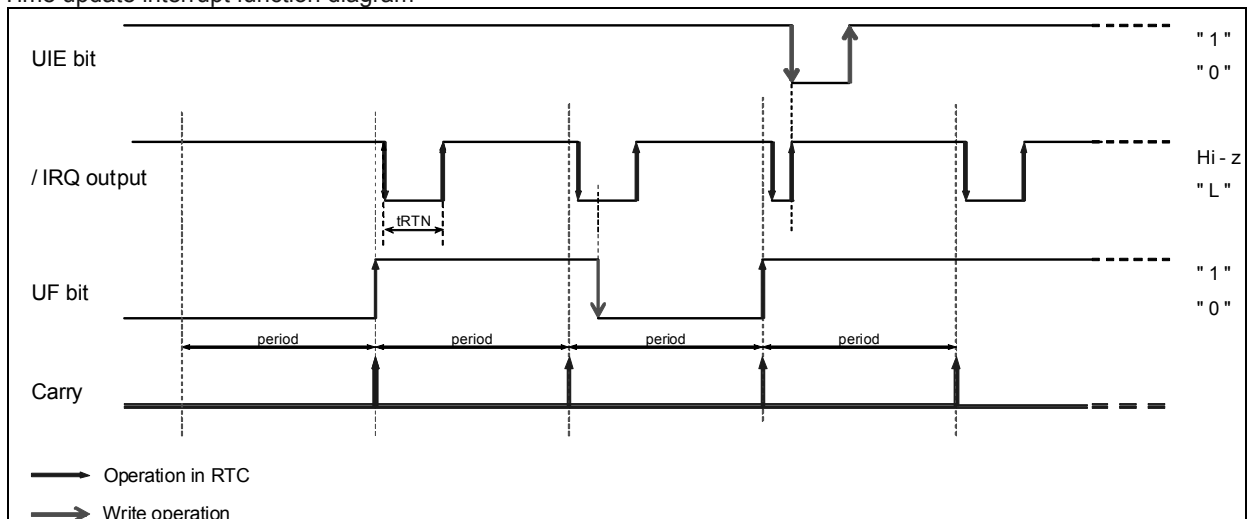 Time update interrupt function diagram
UIE bit
" 1 "
" 0 "
/ IRQ output
Hi - z
" L "
tRTN
UF bit
" 1 "
" 0 "
period period period period
Carry
Operation in RTC
Write operation